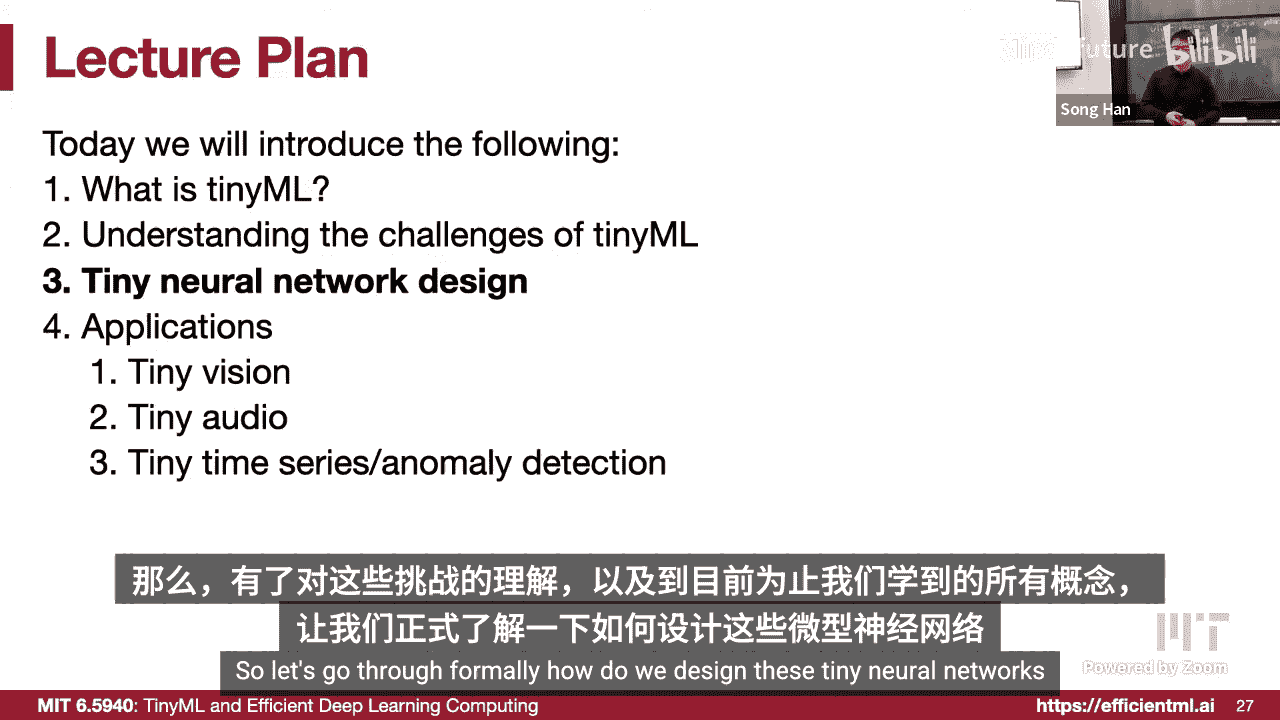 Lecture Plan
future bilibili
Song Han
Today we will introduce the following:
1. What is tinyML?
2. Understanding the challenges of tinyML
3. Tiny neural network design
4. Applications
1. Tiny vision
2. Tiny audio
3. Tiny time series/anomaly detection
那么，有了对这些挑战的理解，以及到目前为止我们学到的所有概念，
让我们正式了解一下如何设计这些微型神经网络
So let's go through formally how do we design these tiny neural networks
MIT
Powered by Zoom
MIT 6.5940: TinyML and Efficient Deep Learning Computing
https://efficientml.ai
27